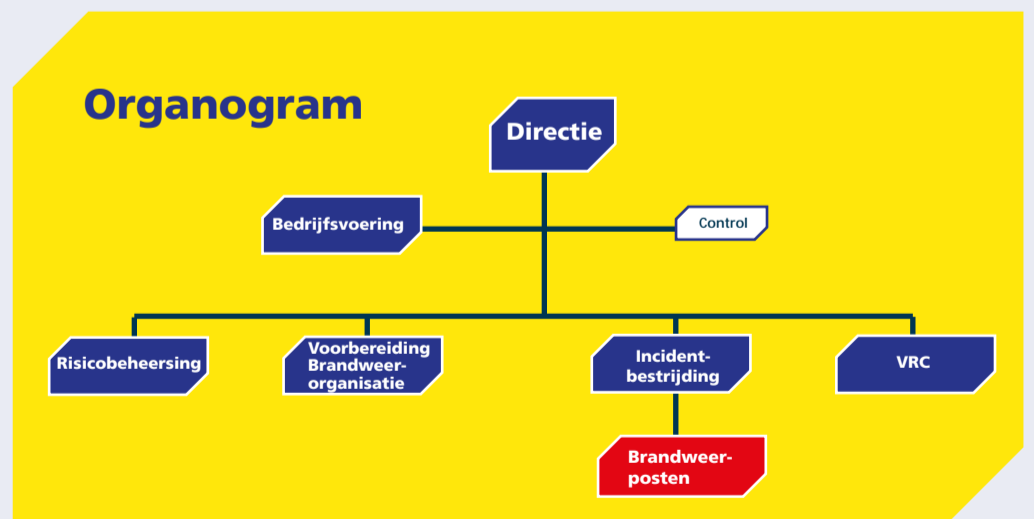 Organogram
Directie
Bedrijfsvoering
Control
Risicobeheersing
Voorbereiding
Brandweer-
organisatie
Incident-
bestrijding
VRC
Brandweer-
posten